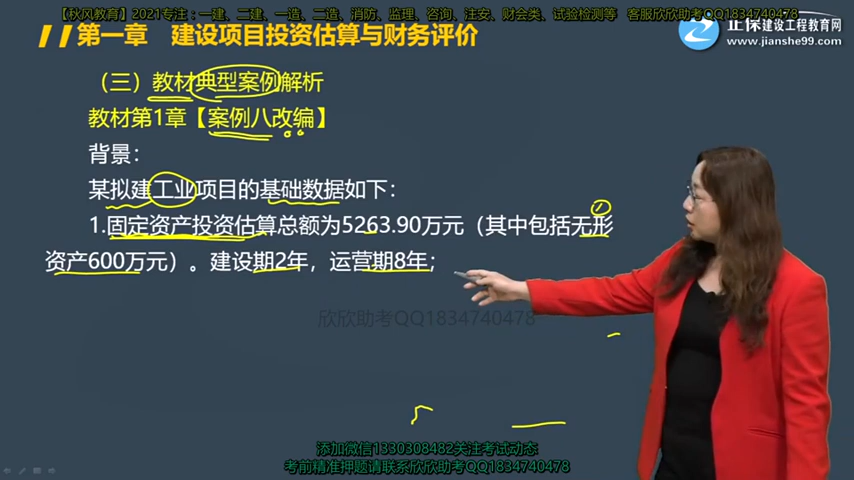 【秋风教育】2021专注：一建、二建、一造、二造、消防、监理、咨询、注安、财会类、试验检测等 客服欣欣助考QQ1834740478
第一章 建设项目投资估算与财务评价
正保建设工程教育网
www.jianshe99.com
（三）教材典型案例解析
教材第1章【案例八改编】
背景：
某拟建工业项目的基础数据如下：
1.固定资产投资估算总额为5263.90万元（其中包括无形
资产600万元）。建设期2年，运营期8年；
欣欣助考QQ1834740478
添加微信1330308482关注考试动态
考前精准押题请联系欣欣助考QQ1834740478